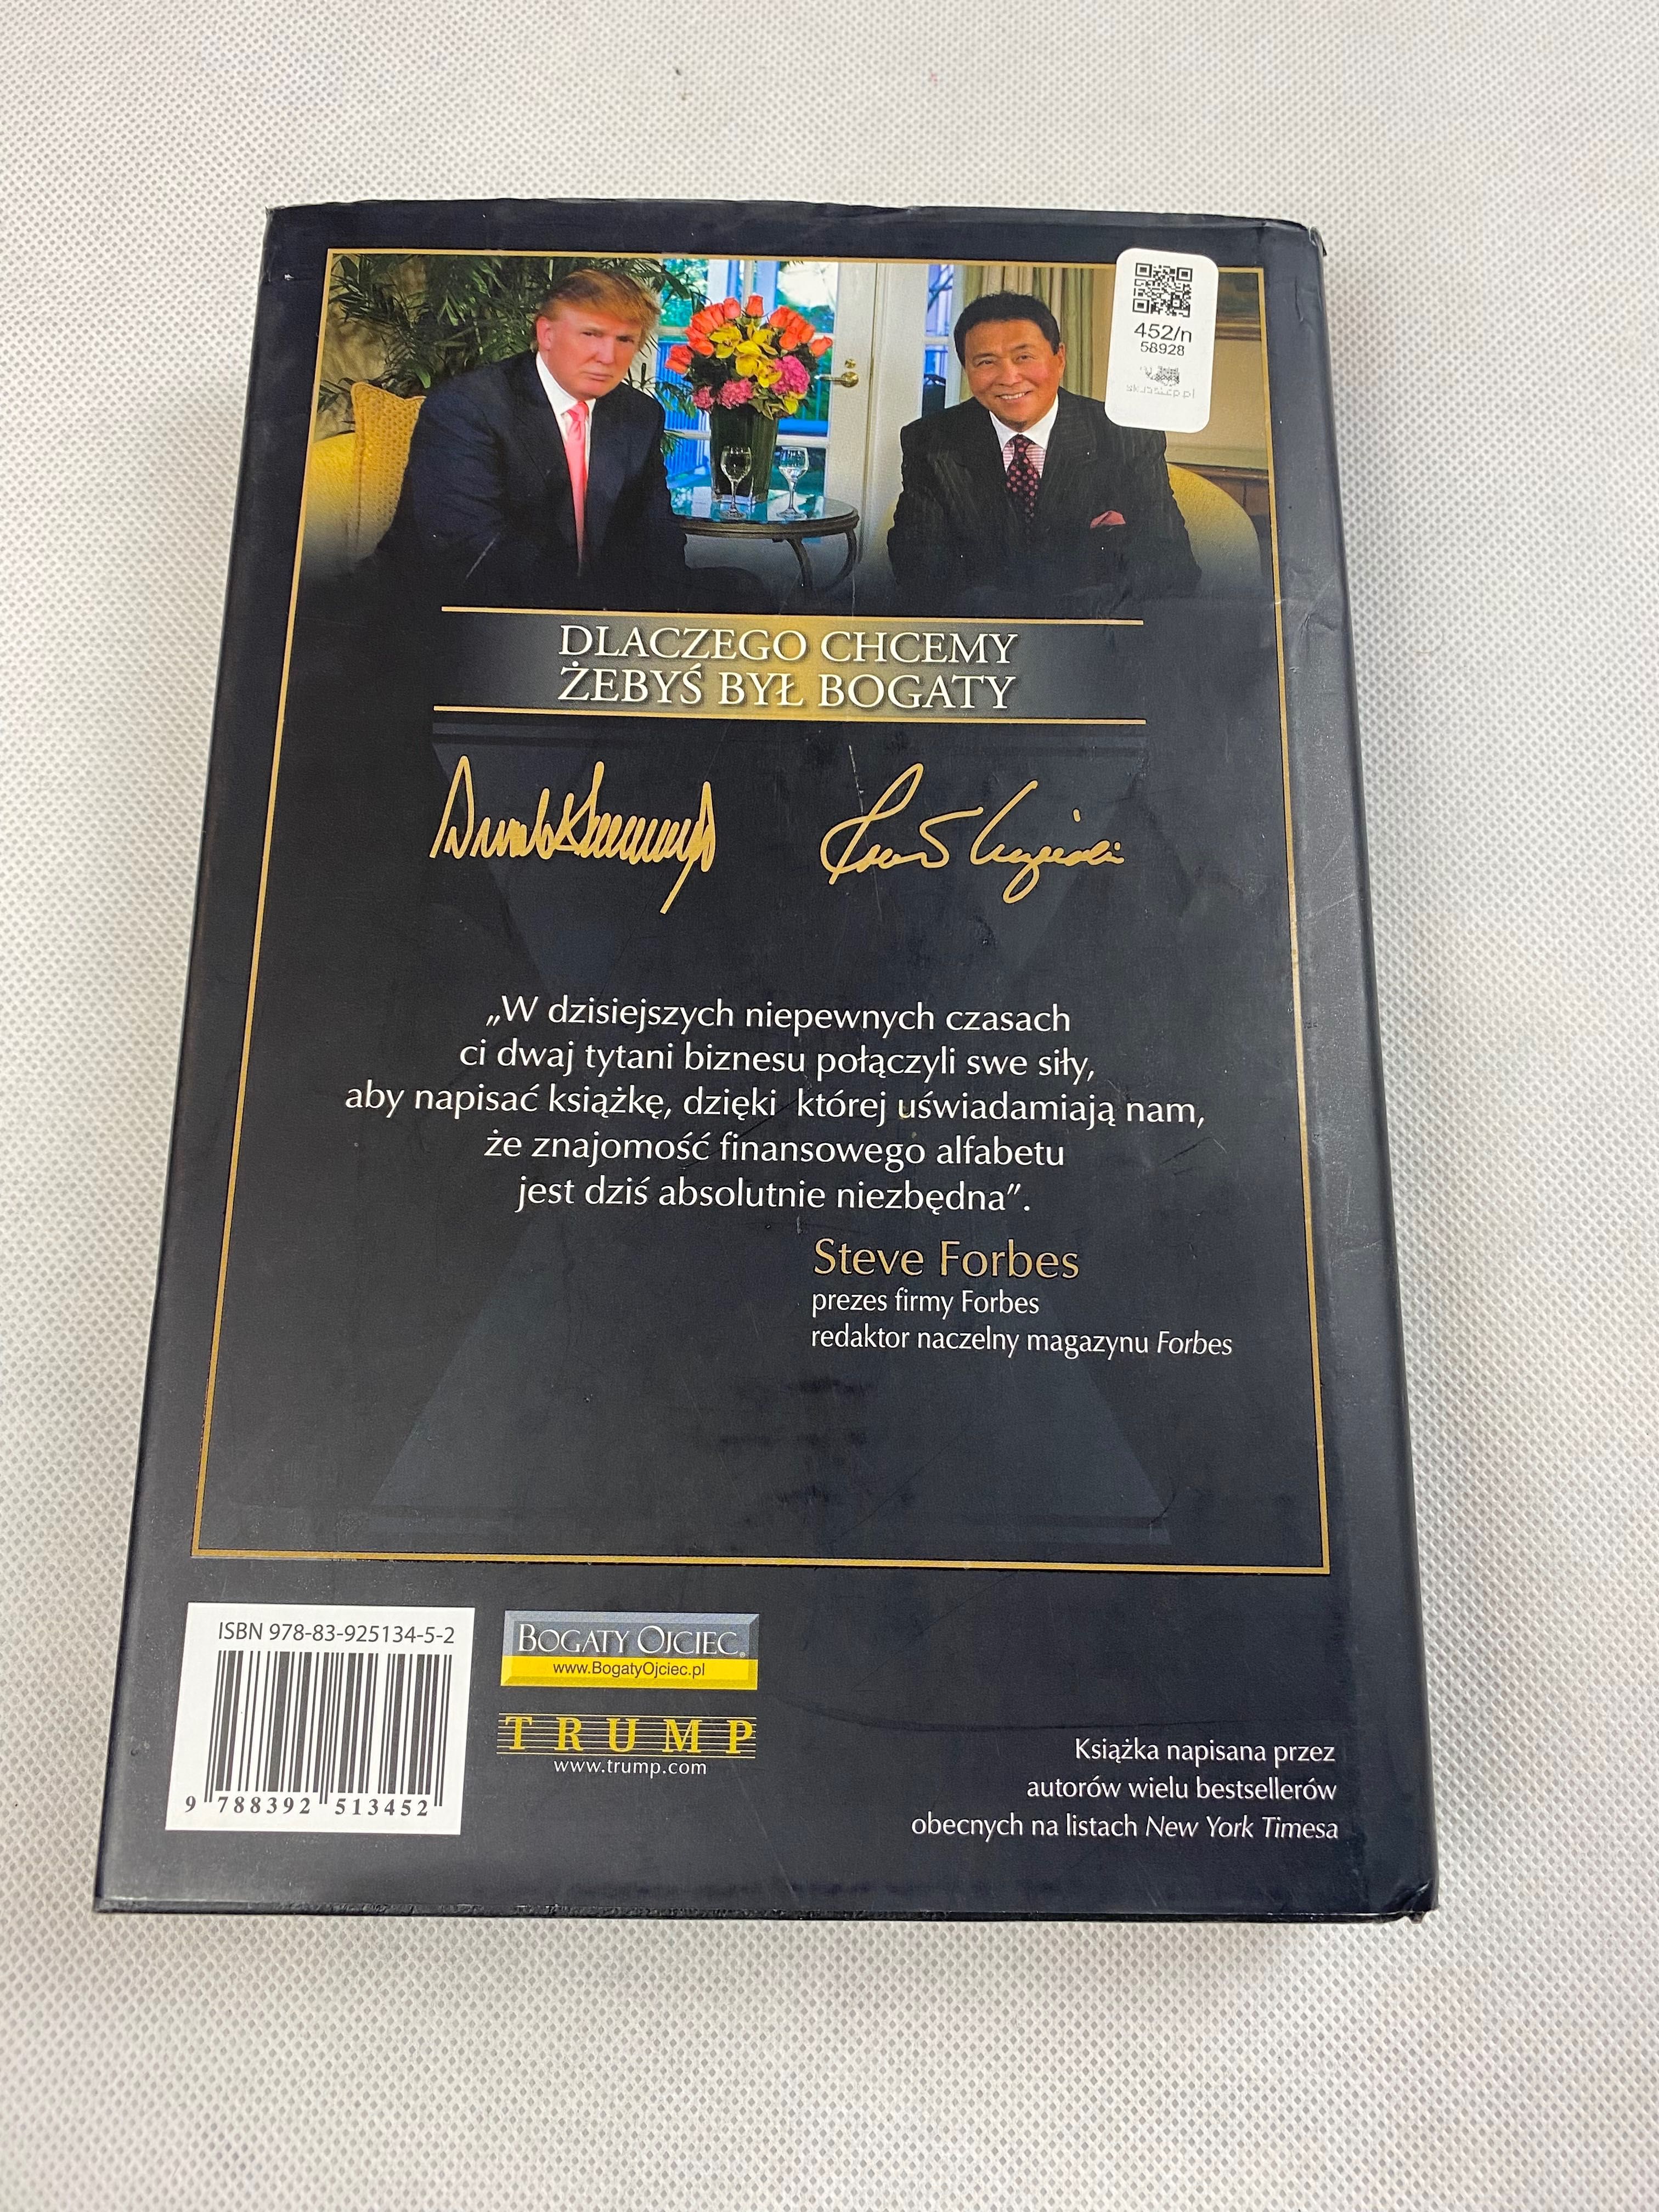 452/n
58928
DLACZEGO CHCEMY
ŻEBYŚ BYŁ BOGATY
„W dzisiejszych niepewnych czasach
ci dwaj tytani biznesu połączyli swe siły,
aby napisać książkę, dzięki której uświadamiają nam,
że znajomość finansowego alfabetu
jest dziś absolutnie niezbędna”.
Steve Forbes
prezes firmy Forbes
redaktor naczelny magazynu Forbes
ISBN 978-83-925134-5-2
9 788392 513452
BOGATY OJCIEC®
www.BogatyOjciec.pl
TRUMP
www.trump.com
Książka napisana przez
autorów wielu bestsellerów
obecnych na listach New York Timesa